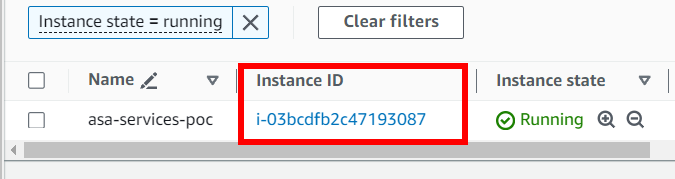 Instance state = running
Clear filters
Name Instance ID Instance state
asa-services-poc i-03bcdfb2c47193087 Running